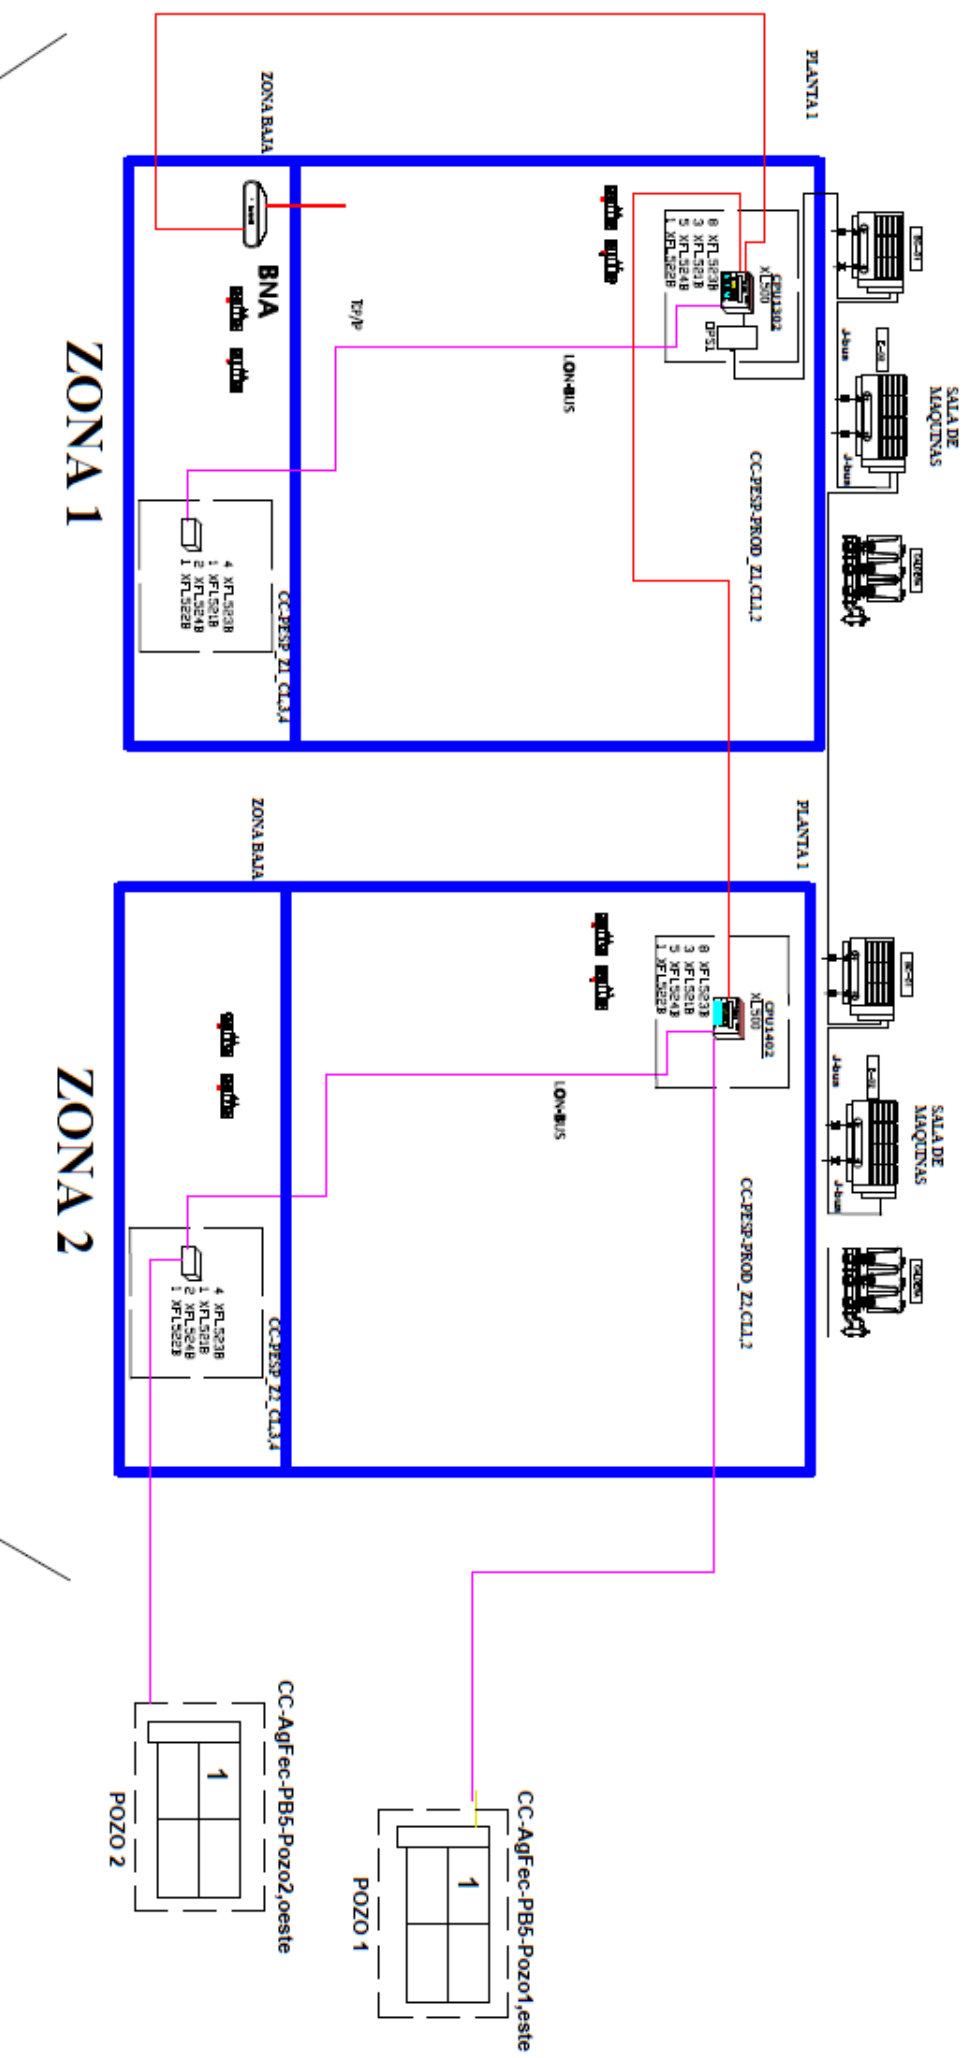 SALA DE
MAQUINAS
J-bus
J-bus
PLANTA 1
CPU1302
XL500
8 XFL523B
3 XFL521B
5 XFL524B
1 XFL522B
OPS1
CC-PESP-PROD_Z1,CL1,2
LON-BUS
TCP/IP
ZONA BAJA
BNA
CC-PESP_Z1_CL3,4
4 XFL523B
1 XFL521B
2 XFL524B
1 XFL522B
ZONA 1
SALA DE
MAQUINAS
J-bus
J-bus
PLANTA 1
CPU1402
XL500
8 XFL523B
3 XFL521B
5 XFL524B
1 XFL522B
CC-PESP-PROD_Z2,CL1,2
LON-BUS
ZONA BAJA
CC-PESP_Z2_CL3,4
4 XFL523B
1 XFL521B
2 XFL524B
1 XFL522B
ZONA 2
CC-AgFec-PB5-Pozo1,este
1
POZO 1
CC-AgFec-PB5-Pozo2,oeste
1
POZO 2